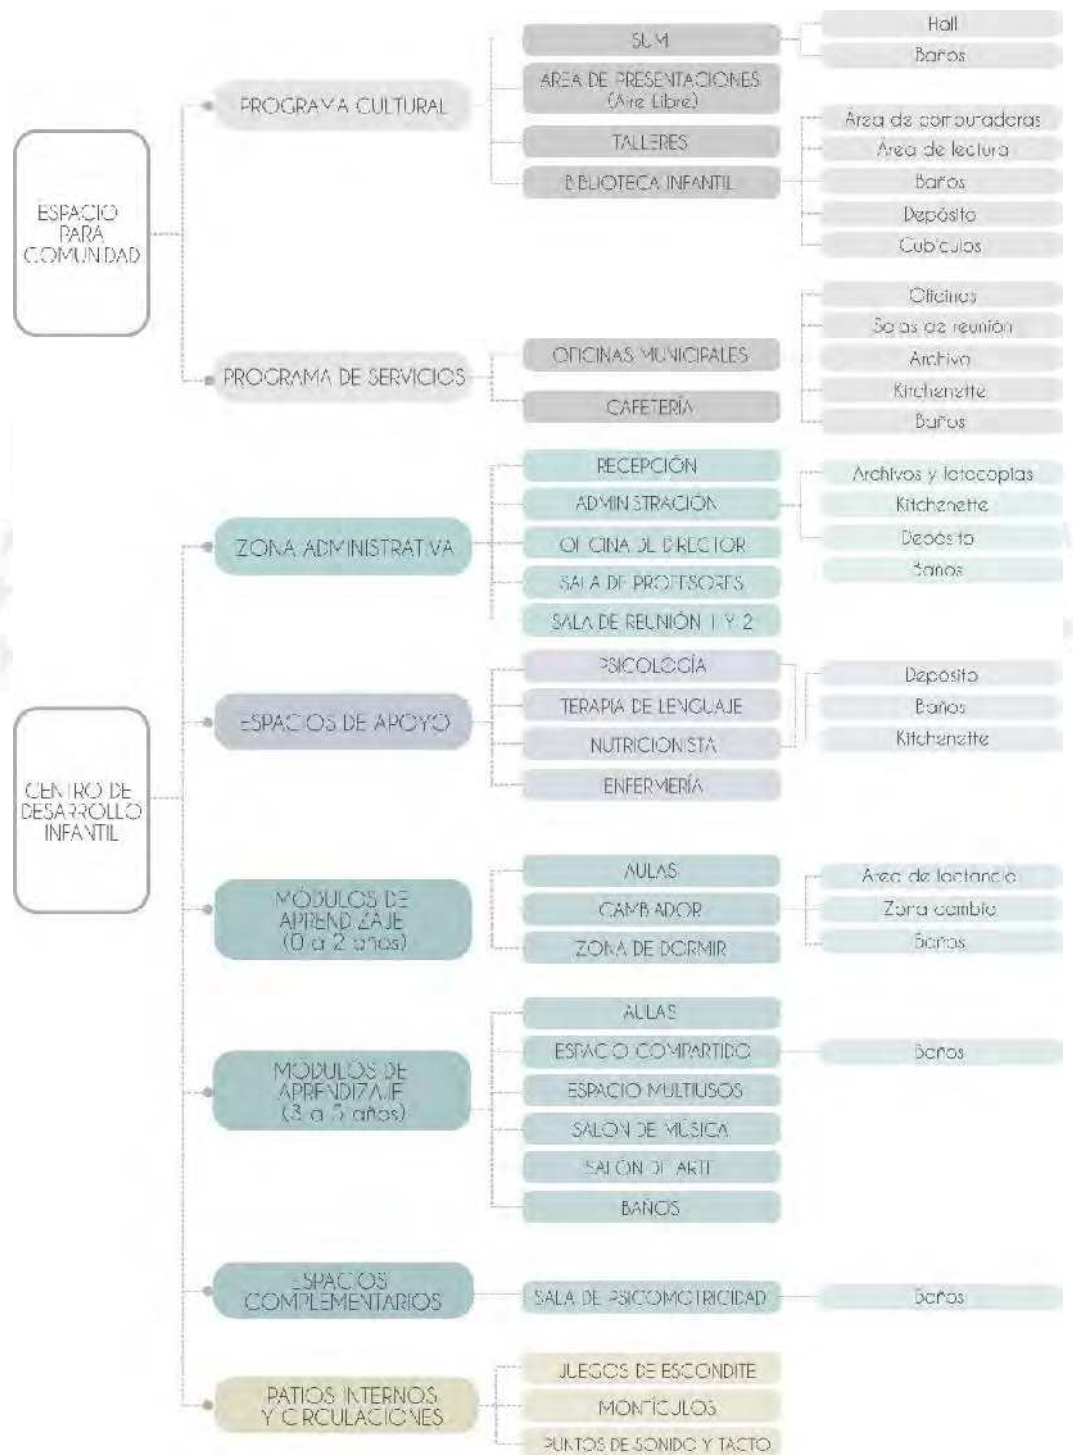 ESPACIO
PARA
COMUNIDAD
PROGRAMA CULTURAL
SUM
Hall
Baños
AREA DE PRESENTACIONES
(Aire Libre)
TALLERES
BIBLIOTECA INFANTIL
Área de computadoras
Área de lectura
Baños
Depósito
Cubículos
PROGRAMA DE SERVICIOS
OFICINAS MUNICIPALES
Oficinas
Salas de reunión
Archivo
Kitchenette
Baños
CAFETERÍA
CENTRO DE
DESARROLLO
INFANTIL
ZONA ADMINISTRATIVA
RECEPCIÓN
ADMINISTRACIÓN
Archivos y fotocopias
Kitchenette
Depósito
Baños
OFICINA DE DIRECTOR
SALA DE PROFESORES
SALA DE REUNIÓN 1 Y 2
ESPACIOS DE APOYO
PSICOLOGÍA
TERAPIA DE LENGUAJE
NUTRICIONISTA
Depósito
Baños
Kitchenette
ENFERMERÍA
MÓDULOS DE
APRENDIZAJE
(0 a 2 años)
AULAS
CAMBIADOR
Área de lactancia
Zona cambio
Baños
ZONA DE DORMIR
MÓDULOS DE
APRENDIZAJE
(3 a 5 años)
AULAS
ESPACIO COMPARTIDO
Baños
ESPACIO MULTIUSOS
SALÓN DE MÚSICA
SALÓN DE ARTE
BAÑOS
ESPACIOS
COMPLEMENTARIOS
SALA DE PSICOMOTRICIDAD
Baños
PATIOS INTERNOS
Y CIRCULACIONES
JUEGOS DE ESCONDITE
MONTÍCULOS
PUNTOS DE SONIDO Y TACTO